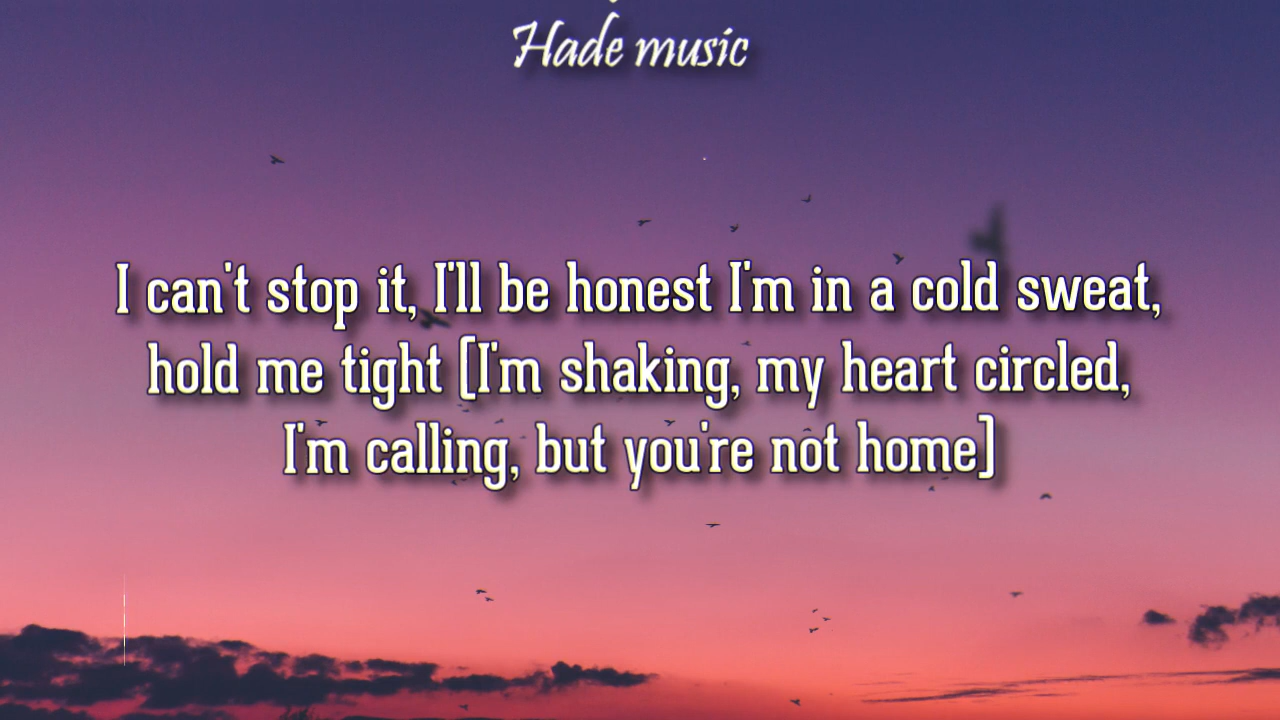 Hade music
I can't stop it, I'll be honest I'm in a cold sweat,
hold me tight (I'm shaking, my heart circled,
I'm calling, but you're not home)